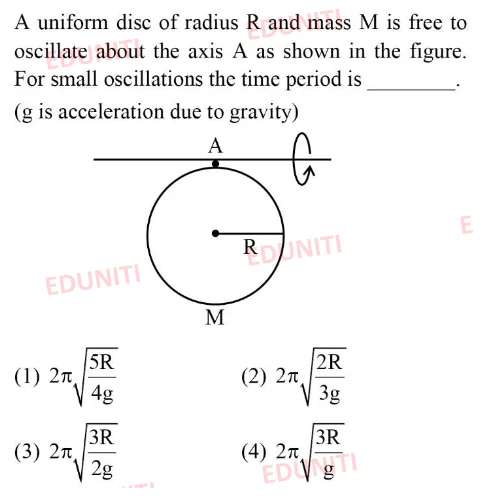 A uniform disc of radius R and mass M is free to
oscillate about the axis A as shown in the figure.
For small oscillations the time period is ________.
(g is acceleration due to gravity)
A
R
M
(1) 2π√(5R/4g) (2) 2π√(2R/3g)
(3) 2π√(3R/2g) (4) 2π√(3R/g)
EDUNITI
EDUNITI
EDUNITI
E
EDUNITI
EDUNITI